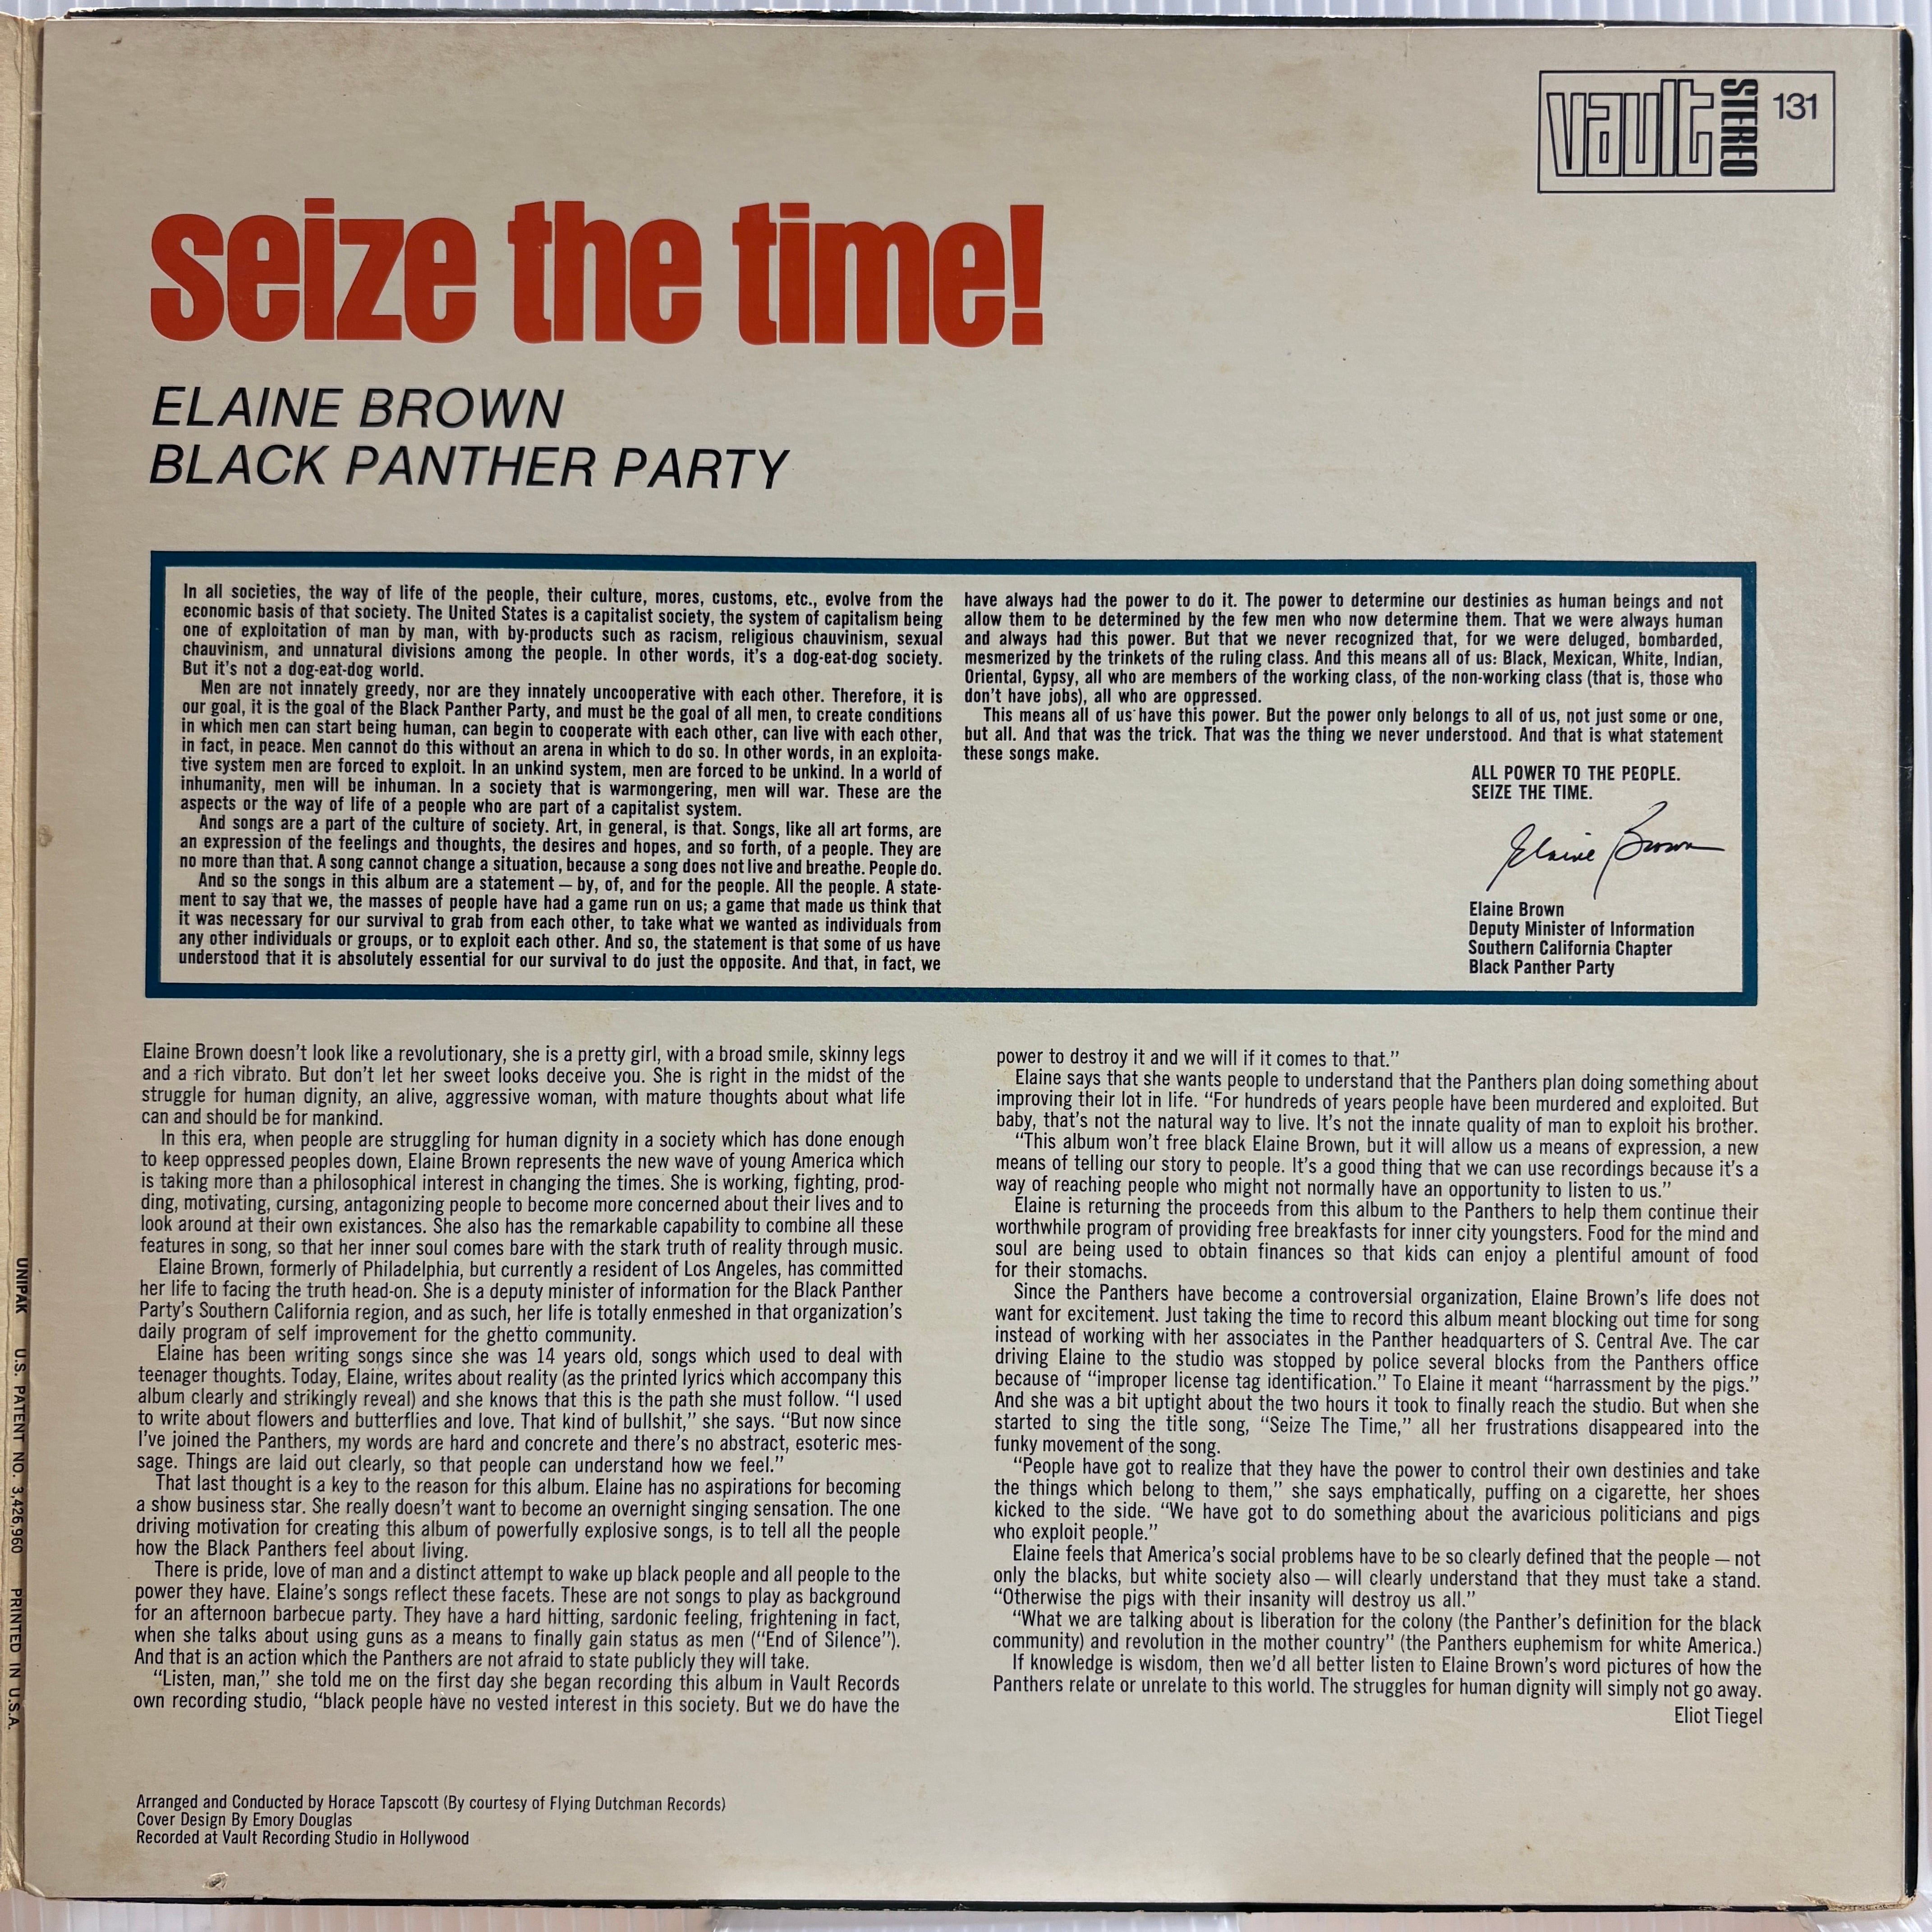 vault STEREO 131
seize the time!
ELAINE BROWN
BLACK PANTHER PARTY
In all societies, the way of life of the people, their culture, mores, customs, etc., evolve from the
economic basis of that society. The United States is a capitalist society, the system of capitalism being
one of exploitation of man by man, with by-products such as racism, religious chauvinism, sexual
chauvinism, and unnatural divisions among the people. In other words, it's a dog-eat-dog society.
But it's not a dog-eat-dog world.
Men are not innately greedy, nor are they innately uncooperative with each other. Therefore, it is
our goal, it is the goal of the Black Panther Party, and must be the goal of all men, to create conditions
in which men can start being human, can begin to cooperate with each other, can live with each other,
in fact, in peace. Men cannot do this without an arena in which to do so. In other words, in an exploita-
tive system men are forced to exploit. In an unkind system, men are forced to be unkind. In a world of
inhumanity, men will be inhuman. In a society that is warmongering, men will war. These are the
aspects or the way of life of a people who are part of a capitalist system.
And songs are a part of the culture of society. Art, in general, is that. Songs, like all art forms, are
an expression of the feelings and thoughts, the desires and hopes, and so forth, of a people. They are
no more than that. A song cannot change a situation, because a song does not live and breathe. People do.
And so the songs in this album are a statement — by, of, and for the people. All the people. A state-
ment to say that we, the masses of people have had a game run on us; a game that made us think that
it was necessary for our survival to grab from each other, to take what we wanted as individuals from
any other individuals or groups, or to exploit each other. And so, the statement is that some of us have
understood that it is absolutely essential for our survival to do just the opposite. And that, in fact, we
have always had the power to do it. The power to determine our destinies as human beings and not
allow them to be determined by the few men who now determine them. That we were always human
and always had this power. But that we never recognized that, for we were deluged, bombarded,
mesmerized by the trinkets of the ruling class. And this means all of us: Black, Mexican, White, Indian,
Oriental, Gypsy, all who are members of the working class, of the non-working class (that is, those who
don't have jobs), all who are oppressed.
This means all of us have this power. But the power only belongs to all of us, not just some or one,
but all. And that was the trick. That was the thing we never understood. And that is what statement
these songs make.
ALL POWER TO THE PEOPLE.
SEIZE THE TIME.
Elaine Brown
Elaine Brown
Deputy Minister of Information
Southern California Chapter
Black Panther Party
Elaine Brown doesn't look like a revolutionary, she is a pretty girl, with a broad smile, skinny legs
and a rich vibrato. But don't let her sweet looks deceive you. She is right in the midst of the
struggle for human dignity, an alive, aggressive woman, with mature thoughts about what life
can and should be for mankind.
In this era, when people are struggling for human dignity in a society which has done enough
to keep oppressed peoples down, Elaine Brown represents the new wave of young America which
is taking more than a philosophical interest in changing the times. She is working, fighting, prod-
ding, motivating, cursing, antagonizing people to become more concerned about their lives and to
look around at their own existances. She also has the remarkable capability to combine all these
features in song, so that her inner soul comes bare with the stark truth of reality through music.
Elaine Brown, formerly of Philadelphia, but currently a resident of Los Angeles, has committed
her life to facing the truth head-on. She is a deputy minister of information for the Black Panther
Party's Southern California region, and as such, her life is totally enmeshed in that organization's
daily program of self improvement for the ghetto community.
Elaine has been writing songs since she was 14 years old, songs which used to deal with
teenager thoughts. Today, Elaine, writes about reality (as the printed lyrics which accompany this
album clearly and strikingly reveal) and she knows that this is the path she must follow. "I used
to write about flowers and butterflies and love. That kind of bullshit," she says. "But now since
I've joined the Panthers, my words are hard and concrete and there's no abstract, esoteric mes-
sage. Things are laid out clearly, so that people can understand how we feel."
That last thought is a key to the reason for this album. Elaine has no aspirations for becoming
a show business star. She really doesn't want to become an overnight singing sensation. The one
driving motivation for creating this album of powerfully explosive songs, is to tell all the people
how the Black Panthers feel about living.
There is pride, love of man and a distinct attempt to wake up black people and all people to the
power they have. Elaine's songs reflect these facets. These are not songs to play as background
for an afternoon barbecue party. They have a hard hitting, sardonic feeling, frightening in fact,
when she talks about using guns as a means to finally gain status as men ("End of Silence").
And that is an action which the Panthers are not afraid to state publicly they will take.
"Listen, man," she told me on the first day she began recording this album in Vault Records
own recording studio, "black people have no vested interest in this society. But we do have the
power to destroy it and we will if it comes to that."
Elaine says that she wants people to understand that the Panthers plan doing something about
improving their lot in life. "For hundreds of years people have been murdered and exploited. But
baby, that's not the natural way to live. It's not the innate quality of man to exploit his brother.
"This album won't free black Elaine Brown, but it will allow us a means of expression, a new
means of telling our story to people. It's a good thing that we can use recordings because it's a
way of reaching people who might not normally have an opportunity to listen to us."
Elaine is returning the proceeds from this album to the Panthers to help them continue their
worthwhile program of providing free breakfasts for inner city youngsters. Food for the mind and
soul are being used to obtain finances so that kids can enjoy a plentiful amount of food
for their stomachs.
Since the Panthers have become a controversial organization, Elaine Brown's life does not
want for excitement. Just taking the time to record this album meant blocking out time for song
instead of working with her associates in the Panther headquarters of S. Central Ave. The car
driving Elaine to the studio was stopped by police several blocks from the Panthers office
because of "improper license tag identification." To Elaine it meant "harrassment by the pigs."
And she was a bit uptight about the two hours it took to finally reach the studio. But when she
started to sing the title song, "Seize The Time," all her frustrations disappeared into the
funky movement of the song.
"People have got to realize that they have the power to control their own destinies and take
the things which belong to them," she says emphatically, puffing on a cigarette, her shoes
kicked to the side. "We have got to do something about the avaricious politicians and pigs
who exploit people."
Elaine feels that America's social problems have to be so clearly defined that the people — not
only the blacks, but white society also — will clearly understand that they must take a stand.
"Otherwise the pigs with their insanity will destroy us all."
"What we are talking about is liberation for the colony (the Panther's definition for the black
community) and revolution in the mother country" (the Panthers euphemism for white America.)
If knowledge is wisdom, then we'd all better listen to Elaine Brown's word pictures of how the
Panthers relate or unrelate to this world. The struggles for human dignity will simply not go away.
Eliot Tiegel
Arranged and Conducted by Horace Tapscott (By courtesy of Flying Dutchman Records)
Cover Design By Emory Douglas
Recorded at Vault Recording Studio in Hollywood
UNIPAK U.S. PATENT NO. 3,426,960 PRINTED IN U.S.A.